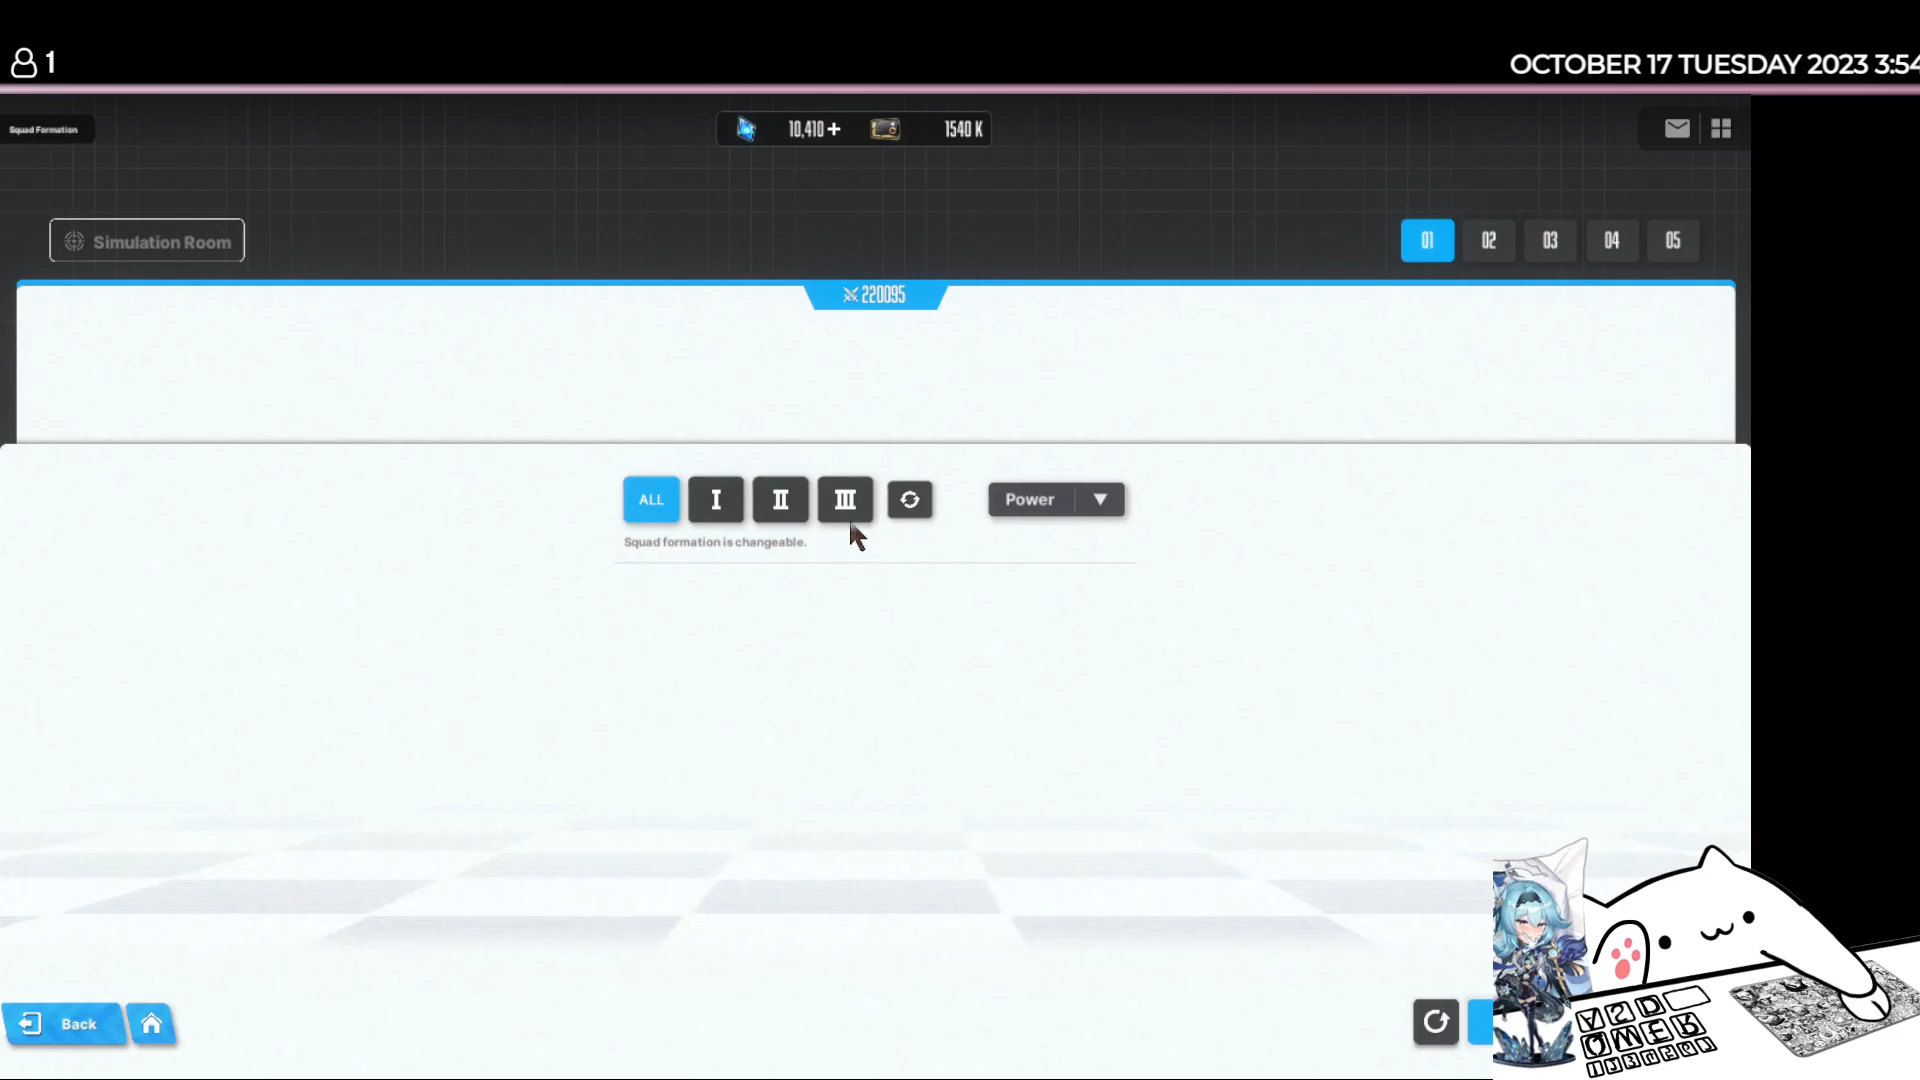 1
OCTOBER 17 TUESDAY 2023 3:54
Squad Formation
10,410+
1540 K
Simulation Room
01 02 03 04 05
220095
ALL I II III
Power
Squad formation is changeable.
Back